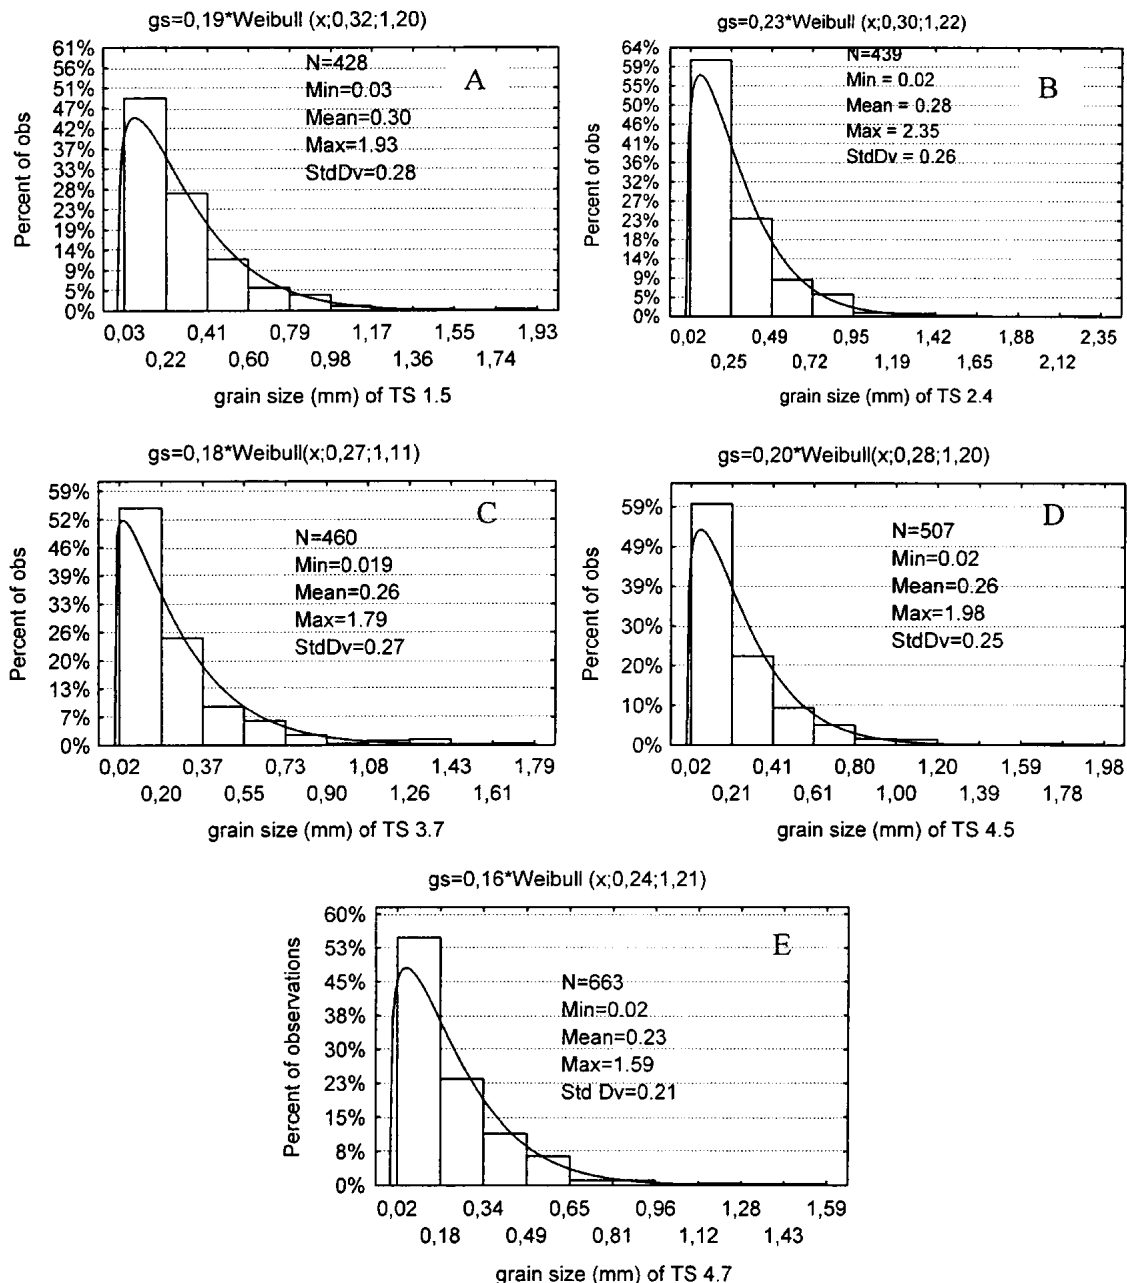 gs=0,19*Weibull (x;0,32;1,20)
61%
56%
51%
47%
42%
37%
33%
28%
23%
19%
14%
9%
5%
0%
Percent of obs
N=428
Min=0.03
Mean=0.30
Max=1.93
StdDv=0.28
A
0,03 0,41 0,79 1,17 1,55 1,93
0,22 0,60 0,98 1,36 1,74
grain size (mm) of TS 1.5
gs=0,23*Weibull (x;0,30;1,22)
64%
59%
55%
50%
46%
41%
36%
32%
27%
23%
18%
14%
9%
5%
0%
Percent of obs
N=439
Min = 0.02
Mean = 0.28
Max = 2.35
StdDv = 0.26
B
0,02 0,49 0,95 1,42 1,88 2,35
0,25 0,72 1,19 1,65 2,12
grain size (mm) of TS 2.4
gs=0,18*Weibull(x;0,27;1,11)
59%
52%
46%
39%
33%
26%
20%
13%
7%
0%
Percent of obs
N=460
Min=0.019
Mean=0.26
Max=1.79
StdDv=0.27
C
0,02 0,37 0,73 1,08 1,43 1,79
0,20 0,55 0,90 1,26 1,61
grain size (mm) of TS 3.7
gs=0,20*Weibull(x;0,28;1,20)
59%
49%
39%
30%
20%
10%
0%
Percent of obs
N=507
Min=0.02
Mean=0.26
Max=1.98
StdDv=0.25
D
0,02 0,41 0,80 1,20 1,59 1,98
0,21 0,61 1,00 1,39 1,78
grain size (mm) of TS 4.5
gs=0,16*Weibull (x;0,24;1,21)
60%
53%
45%
38%
30%
23%
15%
8%
0%
Percent of observations
N=663
Min=0.02
Mean=0.23
Max=1.59
Std Dv=0.21
E
0,02 0,34 0,65 0,96 1,28 1,59
0,18 0,49 0,81 1,12 1,43
grain size (mm) of TS 4.7